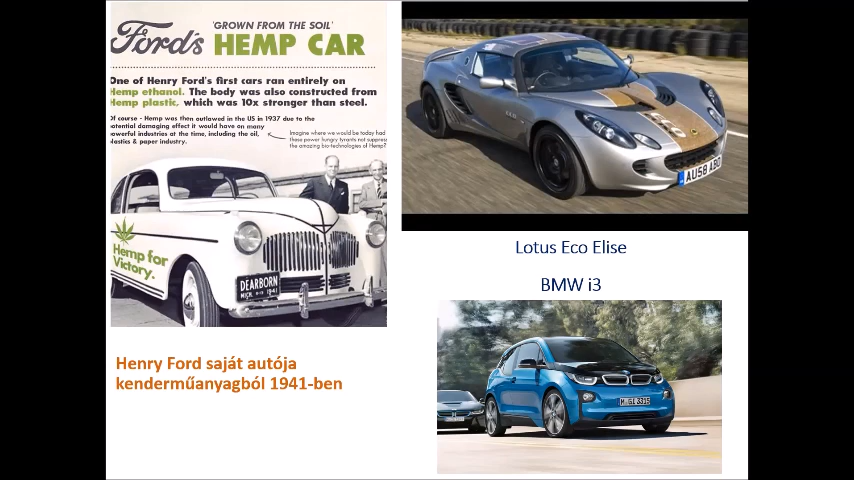 'GROWN FROM THE SOIL'
Ford's HEMP CAR
One of Henry Ford's first cars ran entirely on
Hemp ethanol. The body was also constructed from
Hemp plastic, which was 10x stronger than steel.
Of course - Hemp was then outlawed in the US in 1937 due to the
potential damaging effect it would have on many
powerful industries at the time, including the oil,
plastics & paper industry.
Imagine where we would be today had
these power hungry tyrants not suppress
the amazing bio-technologies of Hemp?
Hemp for
Victory.
DEARBORN
MICH 1941
AU58 ABO
Lotus Eco Elise
BMW i3
Henry Ford saját autója
kenderműanyagból 1941-ben